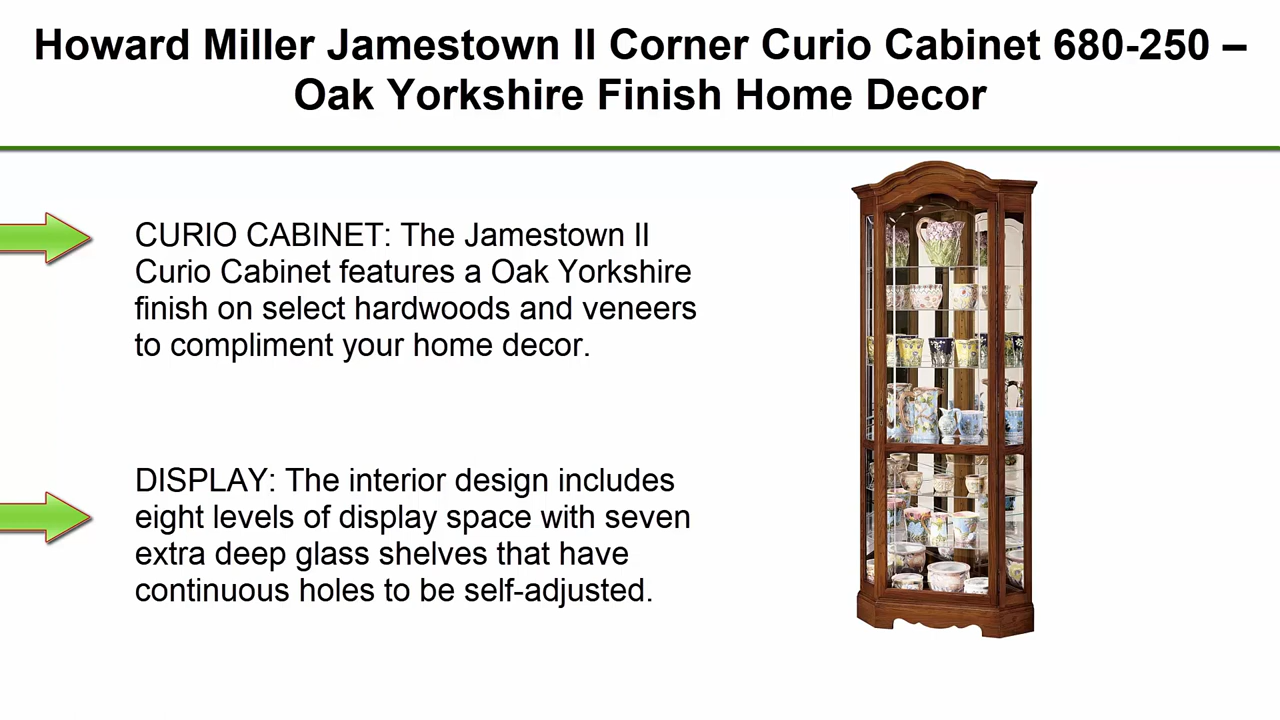 Howard Miller Jamestown II Corner Curio Cabinet 680-250 –
Oak Yorkshire Finish Home Decor
CURIO CABINET: The Jamestown II
Curio Cabinet features a Oak Yorkshire
finish on select hardwoods and veneers
to compliment your home decor.
DISPLAY: The interior design includes
eight levels of display space with seven
extra deep glass shelves that have
continuous holes to be self-adjusted.